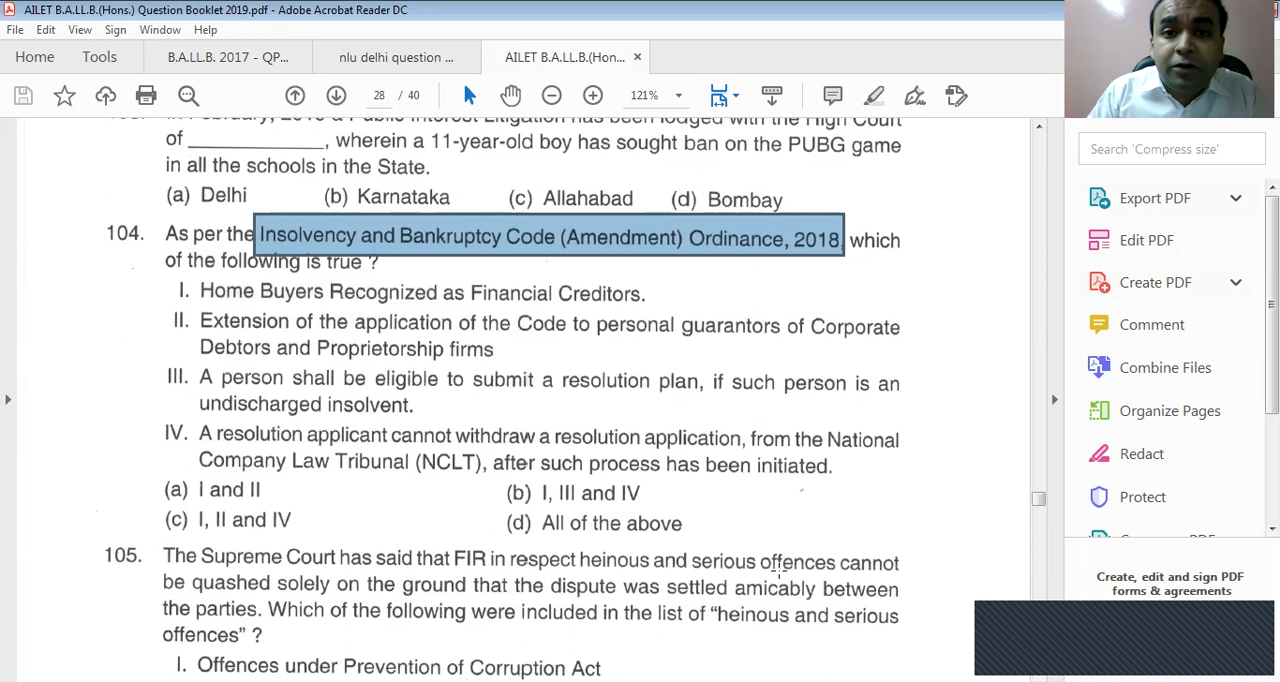 AILET B.A.LL.B.(Hons.) Question Booklet 2019.pdf - Adobe Acrobat Reader DC
File Edit View Sign Window Help
Home Tools B.A.LL.B. 2017 - QP... nlu delhi question ... AILET B.A.LL.B.(Hon... ×
28 / 40 121%
Search 'Compress size'
Export PDF
Edit PDF
Create PDF
Comment
Combine Files
Organize Pages
Redact
Protect
Create, edit and sign PDF
forms & agreements
a Public Interest Litigation has been lodged with the High Court
of ____________, wherein a 11-year-old boy has sought ban on the PUBG game
in all the schools in the State.
(a) Delhi (b) Karnataka (c) Allahabad (d) Bombay
104. As per the Insolvency and Bankruptcy Code (Amendment) Ordinance, 2018, which
of the following is true ?
I. Home Buyers Recognized as Financial Creditors.
II. Extension of the application of the Code to personal guarantors of Corporate
Debtors and Proprietorship firms
III. A person shall be eligible to submit a resolution plan, if such person is an
undischarged insolvent.
IV. A resolution applicant cannot withdraw a resolution application, from the National
Company Law Tribunal (NCLT), after such process has been initiated.
(a) I and II (b) I, III and IV
(c) I, II and IV (d) All of the above
105. The Supreme Court has said that FIR in respect heinous and serious offences cannot
be quashed solely on the ground that the dispute was settled amicably between
the parties. Which of the following were included in the list of "heinous and serious
offences" ?
I. Offences under Prevention of Corruption Act